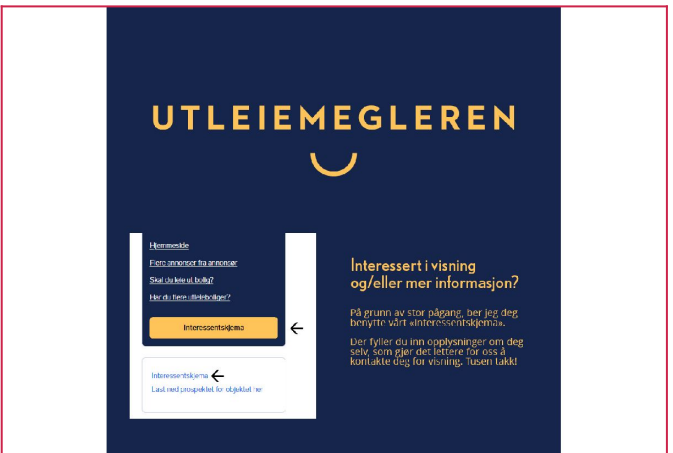 UTLEIEMEGLEREN
Hjemmeside
Flere annonser fra annonsør
Skal du leie ut bolig?
Har du flere utleieboliger?
Interessentskjema
Interessentskjema
Last ned prospektet for objektet her
Interessert i visning
og/eller mer informasjon?
På grunn av stor pågang, ber jeg deg
benytte vårt «Interessentskjema».
Der fyller du inn opplysninger om deg
selv, som gjør det lettere for oss å
kontakte deg for visning. Tusen takk!